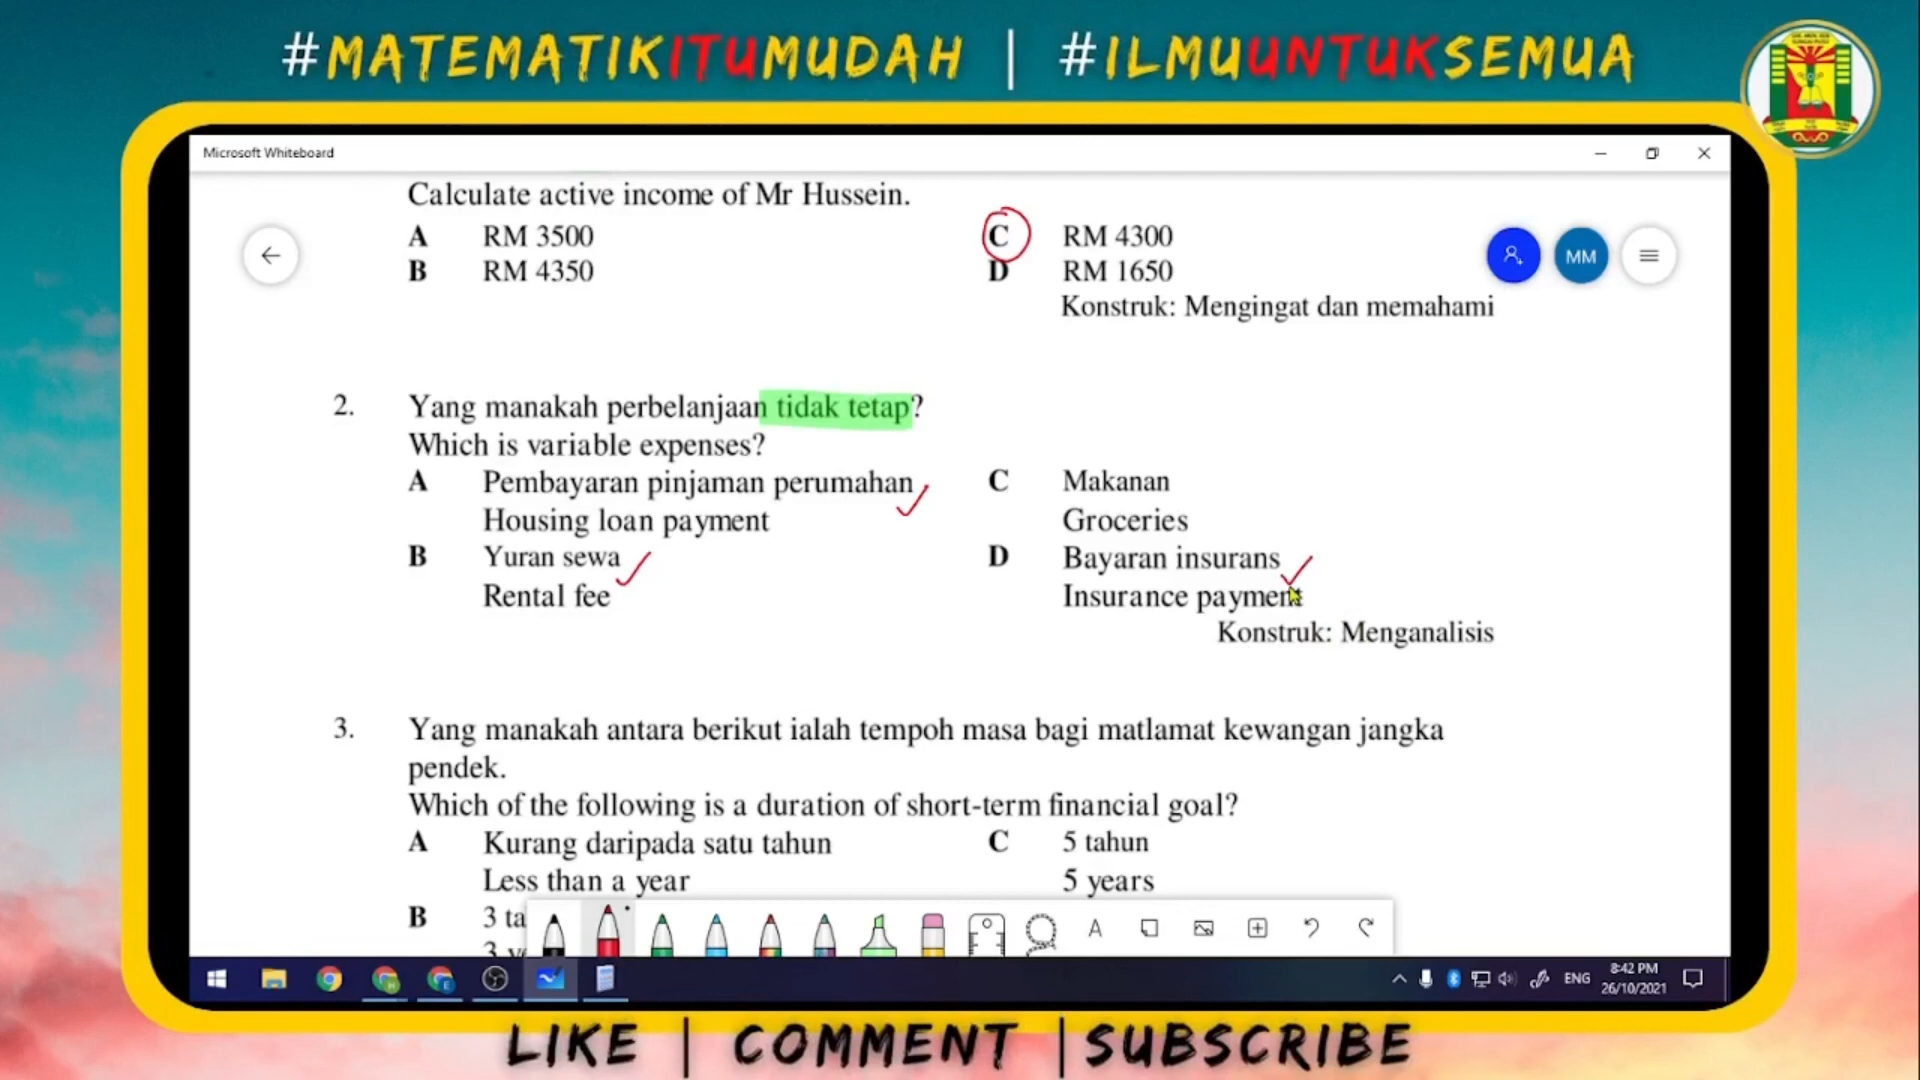 #MATEMATIKITUMUDAH | #ILMUUNTUKSEMUA
Microsoft Whiteboard
Calculate active income of Mr Hussein.
A RM 3500 C RM 4300
B RM 4350 D RM 1650
MM
Konstruk: Mengingat dan memahami
2. Yang manakah perbelanjaan tidak tetap?
Which is variable expenses?
A Pembayaran pinjaman perumahan C Makanan
Housing loan payment Groceries
B Yuran sewa D Bayaran insurans
Rental fee Insurance payment
Konstruk: Menganalisis
3. Yang manakah antara berikut ialah tempoh masa bagi matlamat kewangan jangka
pendek.
Which of the following is a duration of short-term financial goal?
A Kurang daripada satu tahun C 5 tahun
Less than a year 5 years
B 3 ta
A
ENG
8:42 PM
26/10/2021
LIKE | COMMENT | SUBSCRIBE